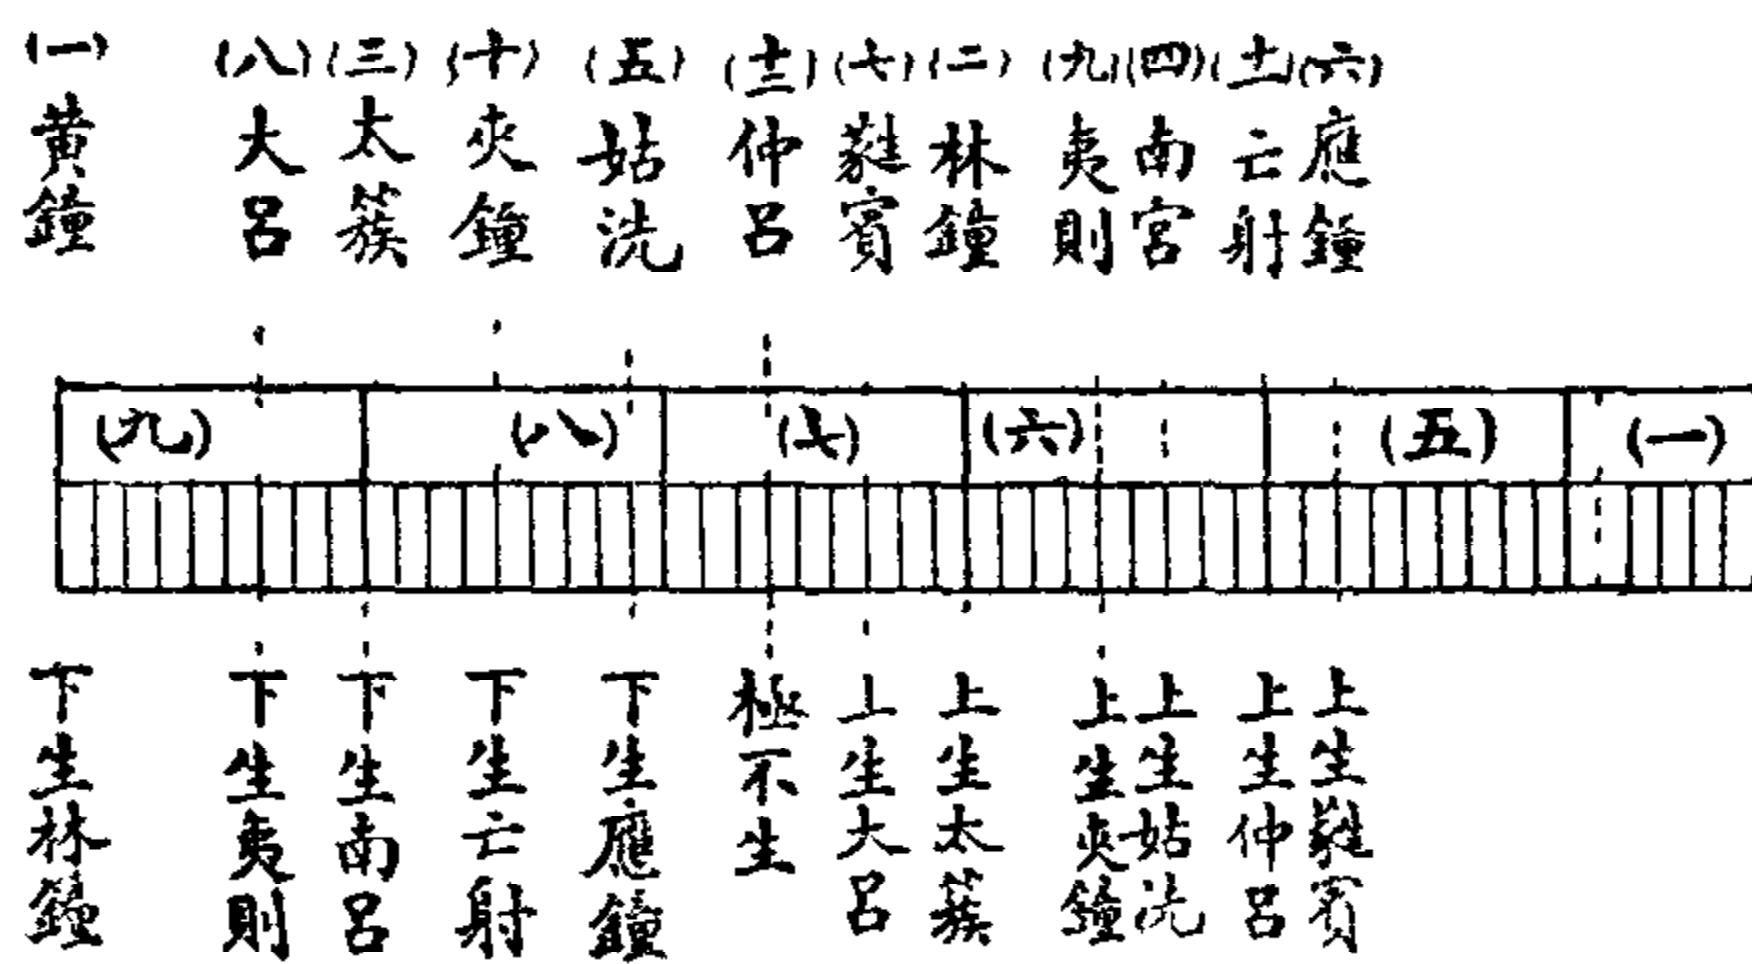 (一)黄鐘
(八)大呂
(三)太簇
(十)夾鐘
(五)姑洗
(十二)仲呂
(七)蕤賓
(二)林鐘
(九)夷則
(四)南宮
(十一)亡射
(六)應鐘
(九) (八) (七) (六) (五) (一)
下生林鐘
下生夷則
下生南呂
下生亡射
下生應鐘
極不生
上生大呂
上生太簇
上生夾鐘
上生姑洗
上生仲呂
上生蕤賓